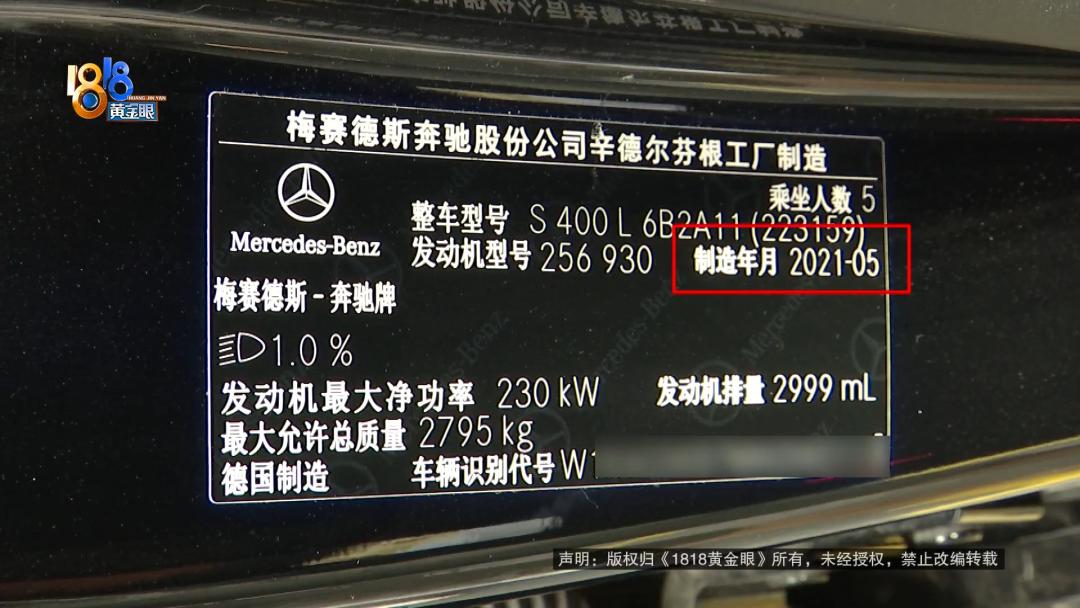 1818
HUANG JIN YAN
黄金眼
梅赛德斯奔驰股份公司辛德尔芬根工厂制造
乘坐人数 5
整车型号 S 400 L 6B2A11 (223159)
Mercedes-Benz
发动机型号 256 930
制造年月 2021-05
梅赛德斯-奔驰牌
1.0 %
发动机最大净功率 230 kW
发动机排量 2999 mL
最大允许总质量 2795 kg
德国制造
车辆识别代号 W1
声明：版权归《1818黄金眼》所有，未经授权，禁止改编转载